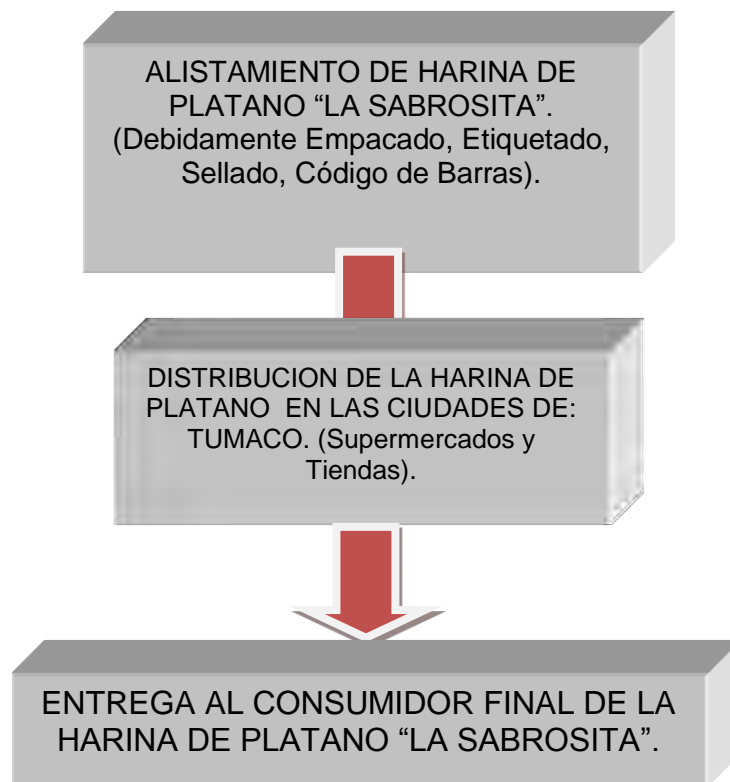 ALISTAMIENTO DE HARINA DE
PLATANO “LA SABROSITA”.
(Debidamente Empacado, Etiquetado,
Sellado, Código de Barras).
DISTRIBUCION DE LA HARINA DE
PLATANO EN LAS CIUDADES DE:
TUMACO. (Supermercados y
Tiendas).
ENTREGA AL CONSUMIDOR FINAL DE LA
HARINA DE PLATANO “LA SABROSITA”.